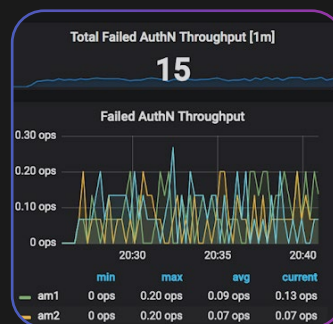 Total Failed AuthN Throughput [1m]
15
Failed AuthN Throughput
0.30 ops
0.20 ops
0.10 ops
0 ops
20:30 20:35 20:40
min max avg current
am1 0 ops 0.20 ops 0.09 ops 0.13 ops
am2 0 ops 0.20 ops 0.07 ops 0.07 ops